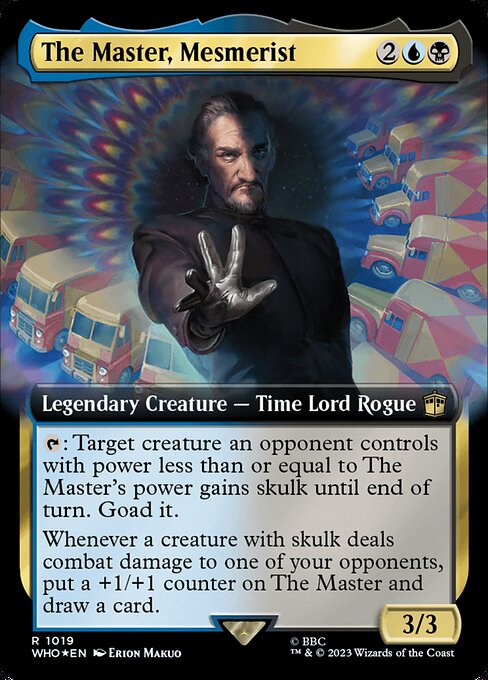 The Master, Mesmerist 2
Legendary Creature — Time Lord Rogue
: Target creature an opponent controls
with power less than or equal to The
Master's power gains skulk until end of
turn. Goad it.
Whenever a creature with skulk deals
combat damage to one of your opponents,
put a +1/+1 counter on The Master and
draw a card.
3/3
R 1019
WHO★EN Erion Makuo
© BBC
™ & © 2023 Wizards of the Coast